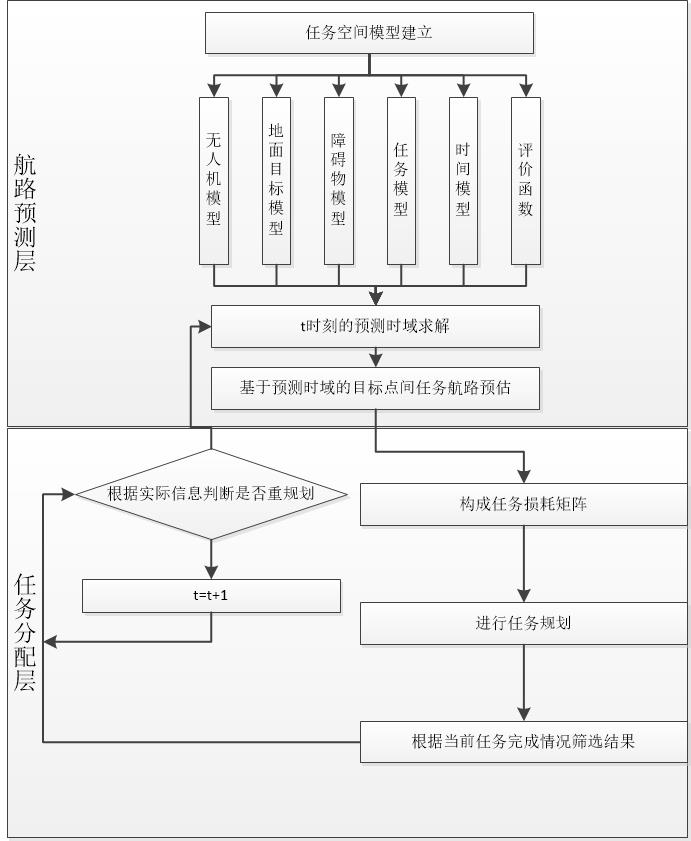 任务空间模型建立
无人机模型
地面目标模型
障碍物模型
任务模型
时间模型
评价函数
航路预测层
t时刻的预测时域求解
基于预测时域的目标点间任务航路预估
根据实际信息判断是否重规划
构成任务损耗矩阵
任务分配层
t=t+1
进行任务规划
根据当前任务完成情况筛选结果